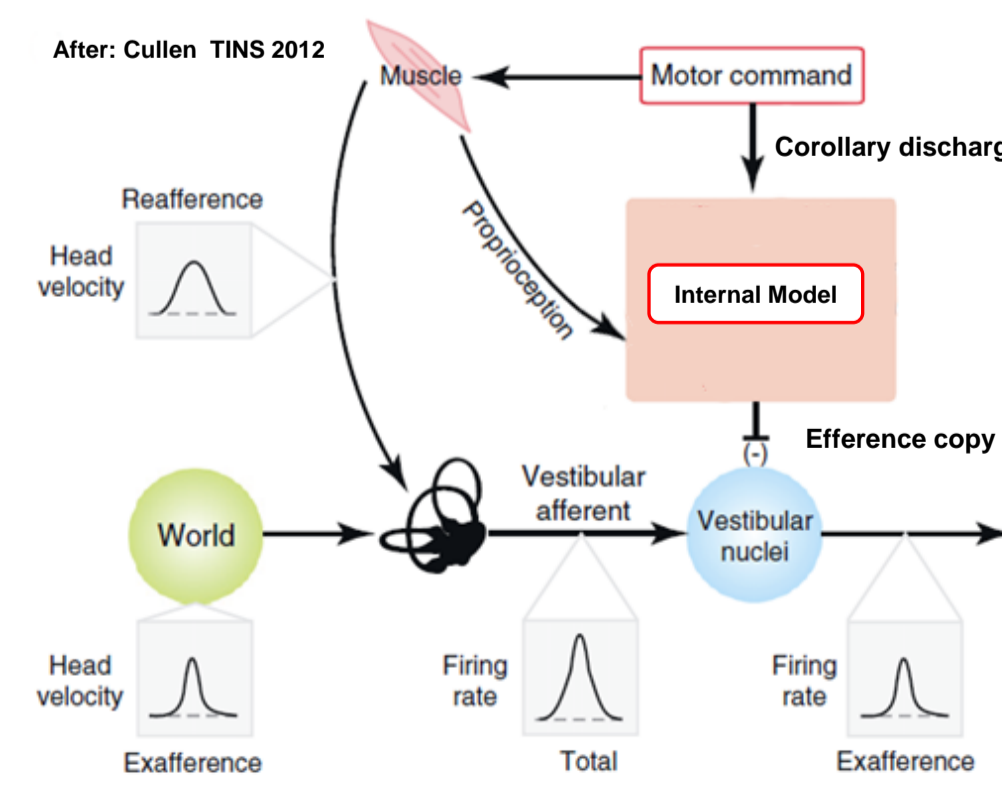 After: Cullen TINS 2012
Muscle
Motor command
Corollary discharg
Reafference
Head
velocity
Proprioception
Internal Model
Efference copy
(-)
World
Vestibular
afferent
Vestibular
nuclei
Head
velocity
Firing
rate
Firing
rate
Exafference
Total
Exafference